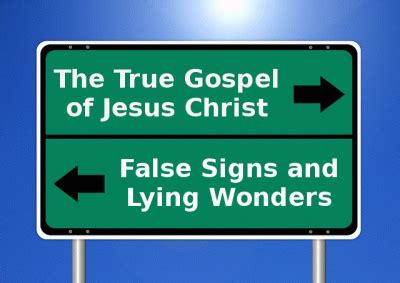 The True Gospel
of Jesus Christ
False Signs and
Lying Wonders